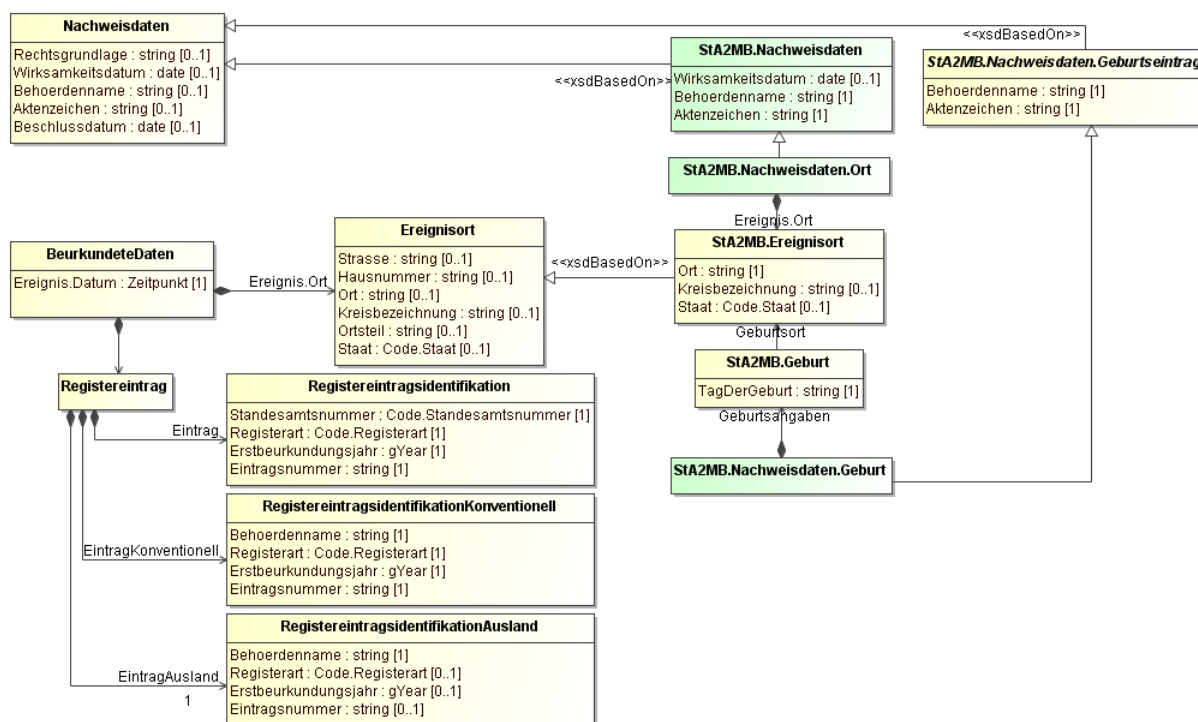 Nachweisdaten
Rechtsgrundlage : string [0..1]
Wirksamkeitsdatum : date [0..1]
Behoerdenname : string [0..1]
Aktenzeichen : string [0..1]
Beschlussdatum : date [0..1]
<<xsdBasedOn>>
StA2MB.Nachweisdaten
Wirksamkeitsdatum : date [0..1]
Behoerdenname : string [1]
Aktenzeichen : string [1]
<<xsdBasedOn>>
StA2MB.Nachweisdaten.Geburtseintrag
Behoerdenname : string [1]
Aktenzeichen : string [1]
StA2MB.Nachweisdaten.Ort
Ereignis.Ort
BeurkundeteDaten
Ereignis.Datum : Zeitpunkt [1]
Ereignis.Ort
Ereignisort
Strasse : string [0..1]
Hausnummer : string [0..1]
Ort : string [0..1]
Kreisbezeichnung : string [0..1]
Ortsteil : string [0..1]
Staat : Code.Staat [0..1]
<<xsdBasedOn>>
StA2MB.Ereignisort
Ort : string [1]
Kreisbezeichnung : string [0..1]
Staat : Code.Staat [0..1]
Geburtsort
StA2MB.Geburt
TagDerGeburt : string [1]
Geburtsangaben
StA2MB.Nachweisdaten.Geburt
Registereintrag
Eintrag
Registereintragsidentifikation
Standesamtsnummer : Code.Standesamtsnummer [1]
Registerart : Code.Registerart [1]
Erstbeurkundungsjahr : gYear [1]
Eintragsnummer : string [1]
EintragKonventionell
RegistereintragsidentifikationKonventionell
Behoerdenname : string [1]
Registerart : Code.Registerart [1]
Erstbeurkundungsjahr : gYear [1]
Eintragsnummer : string [1]
EintragAusland
1
RegistereintragsidentifikationAusland
Behoerdenname : string [1]
Registerart : Code.Registerart [0..1]
Erstbeurkundungsjahr : gYear [0..1]
Eintragsnummer : string [0..1]